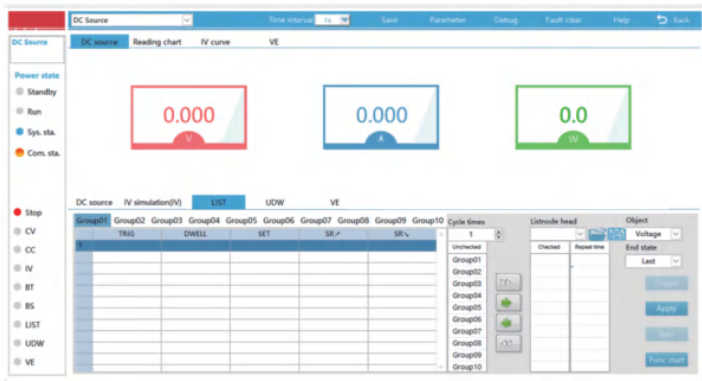 DC Source
Time interval 1s Save Parameter Debug Fault clear Help Back
DC Source
DC source Reading chart IV curve VE
Power state
Standby
Run
Sys. sta.
Com. sta.
0.000
V
0.000
A
0.0
W
DC source IV simulation(IV) LIST UDW VE
Stop
CV
CC
IV
BT
BS
LIST
UDW
VE
Group01 Group02 Group03 Group04 Group05 Group06 Group07 Group08 Group09 Group10
TRIG DWELL SET SR↗ SR↘
1
Cycle times
1
Unchecked
Group01
Group02
Group03
Group04
Group05
Group06
Group07
Group08
Group09
Group10
Listnode head
Checked Repeat time
Object
Voltage
End state
Last
Trigger
Apply
Func start